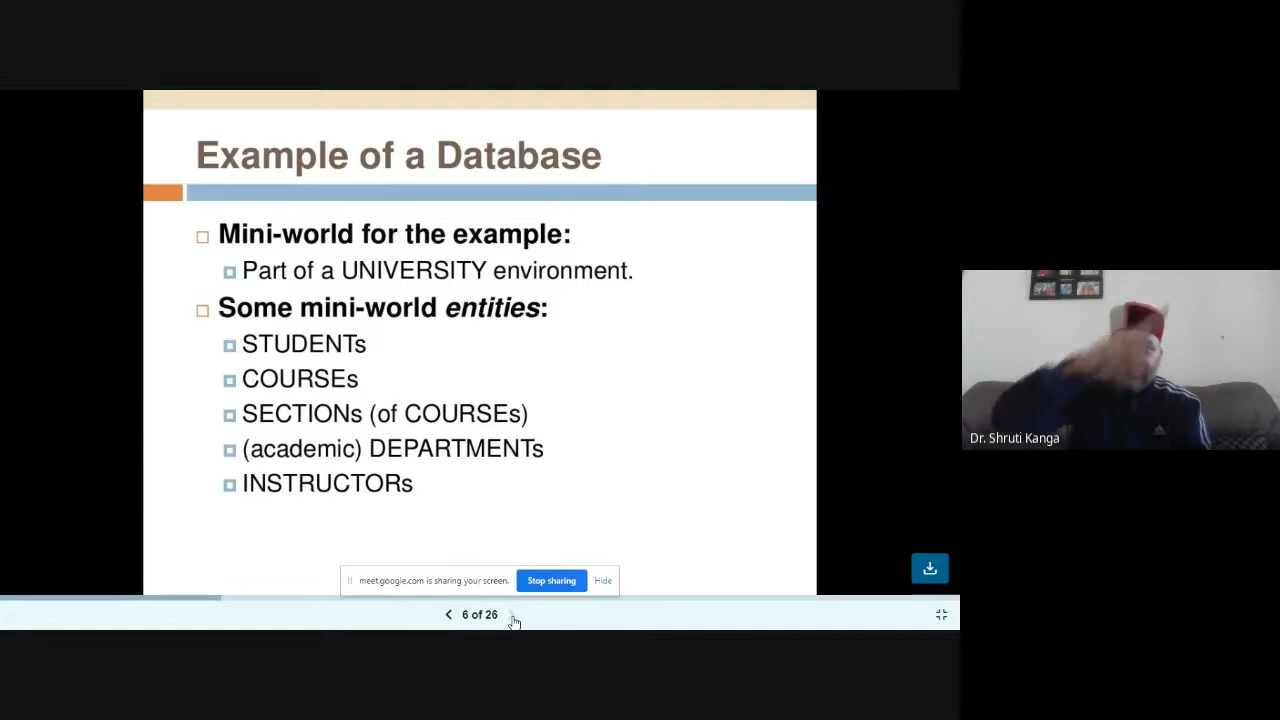 Example of a Database
Mini-world for the example:
Part of a UNIVERSITY environment.
Some mini-world entities:
STUDENTs
COURSEs
SECTIONs (of COURSEs)
(academic) DEPARTMENTs
INSTRUCTORs
meet.google.com is sharing your screen. Stop sharing Hide
6 of 26
Dr. Shruti Kanga